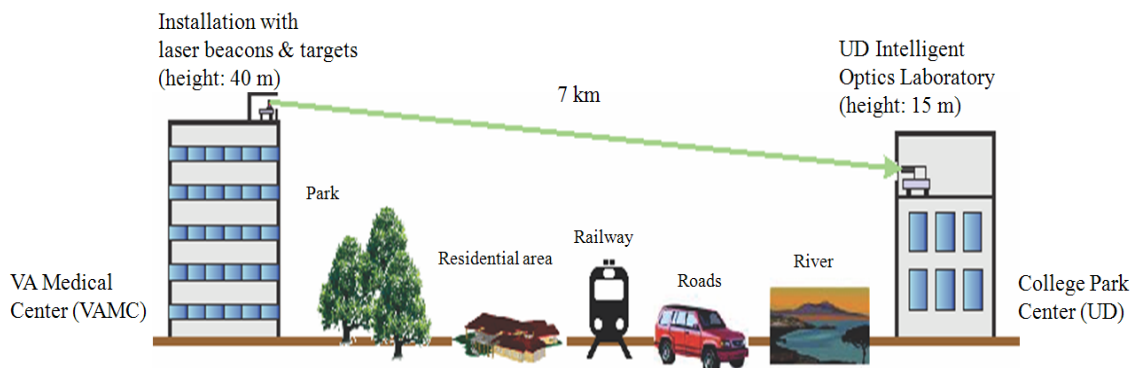 Installation with
laser beacons & targets
(height: 40 m)
7 km
UD Intelligent
Optics Laboratory
(height: 15 m)
Park
Residential area
Railway
Roads
River
VA Medical
Center (VAMC)
College Park
Center (UD)